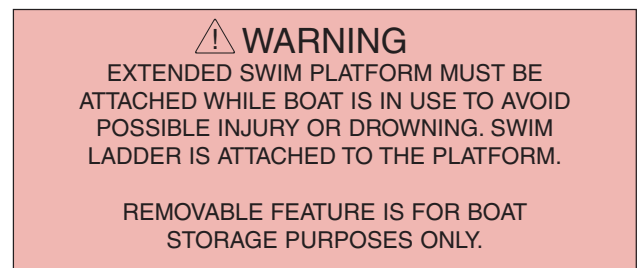 ⚠ WARNING
EXTENDED SWIM PLATFORM MUST BE
ATTACHED WHILE BOAT IS IN USE TO AVOID
POSSIBLE INJURY OR DROWNING. SWIM
LADDER IS ATTACHED TO THE PLATFORM.
REMOVABLE FEATURE IS FOR BOAT
STORAGE PURPOSES ONLY.